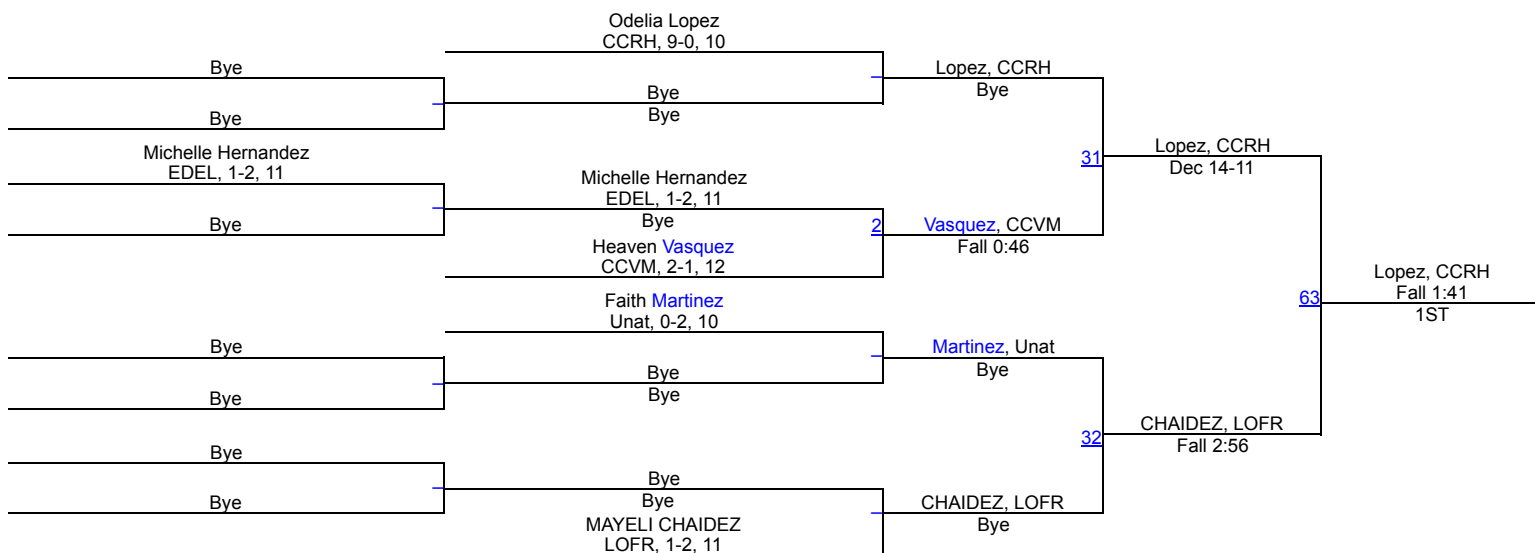 Odelia Lopez
CCRH, 9-0, 10
Bye
Lopez, CCRH
Bye
Bye
Bye
Bye
Michelle Hernandez
EDEL, 1-2, 11
31
Lopez, CCRH
Dec 14-11
Michelle Hernandez
EDEL, 1-2, 11
Bye
Bye
2
Vasquez, CCVM
Fall 0:46
Heaven Vasquez
CCVM, 2-1, 12
Lopez, CCRH
Fall 1:41
1ST
63
Faith Martinez
Unat, 0-2, 10
Bye
Martinez, Unat
Bye
Bye
Bye
Bye
32
CHAIDEZ, LOFR
Fall 2:56
Bye
Bye
Bye
Bye
CHAIDEZ, LOFR
Bye
MAYELI CHAIDEZ
LOFR, 1-2, 11